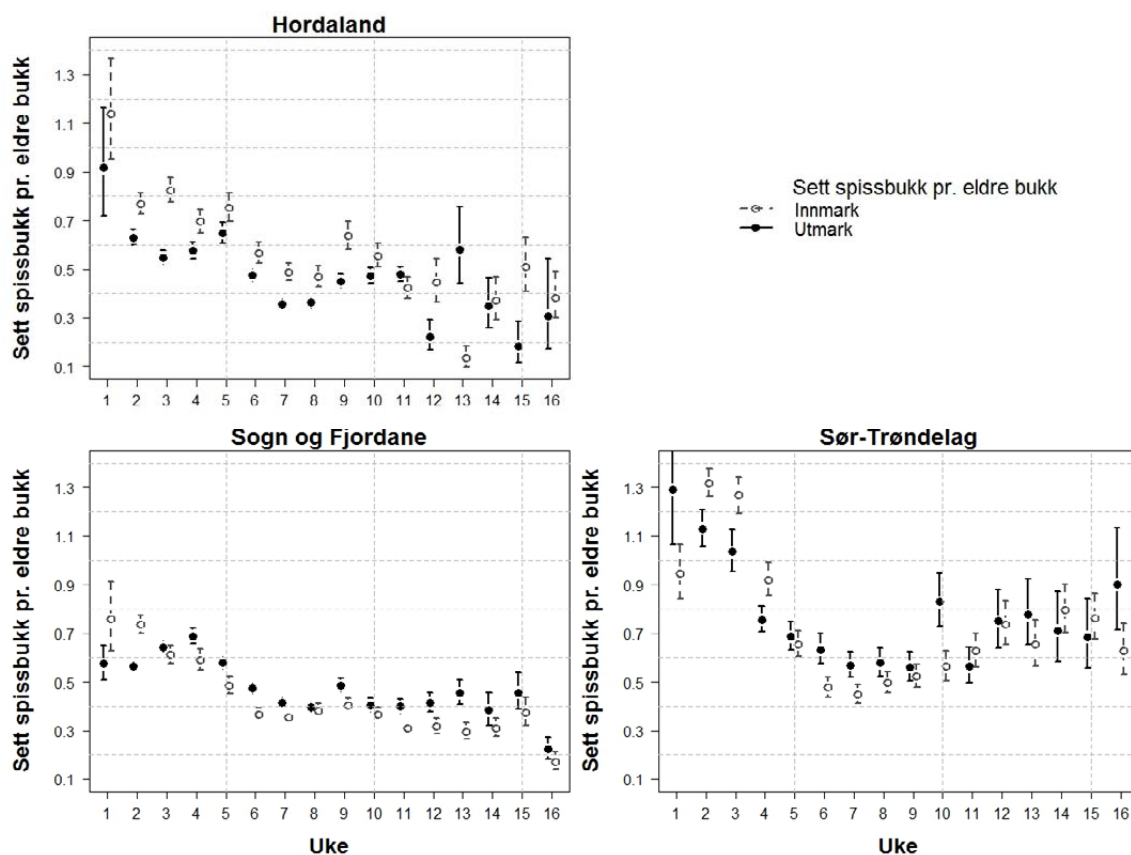 Hordaland
Sett spissbukk pr. eldre bukk
1.3
1.1
0.9
0.7
0.5
0.3
0.1
1 2 3 4 5 6 7 8 9 10 11 12 13 14 15 16
Sett spissbukk pr. eldre bukk
Innmark
Utmark
Sogn og Fjordane
Sett spissbukk pr. eldre bukk
1.3
1.1
0.9
0.7
0.5
0.3
0.1
1 2 3 4 5 6 7 8 9 10 11 12 13 14 15 16
Uke
Sør-Trøndelag
Sett spissbukk pr. eldre bukk
1.3
1.1
0.9
0.7
0.5
0.3
0.1
1 2 3 4 5 6 7 8 9 10 11 12 13 14 15 16
Uke